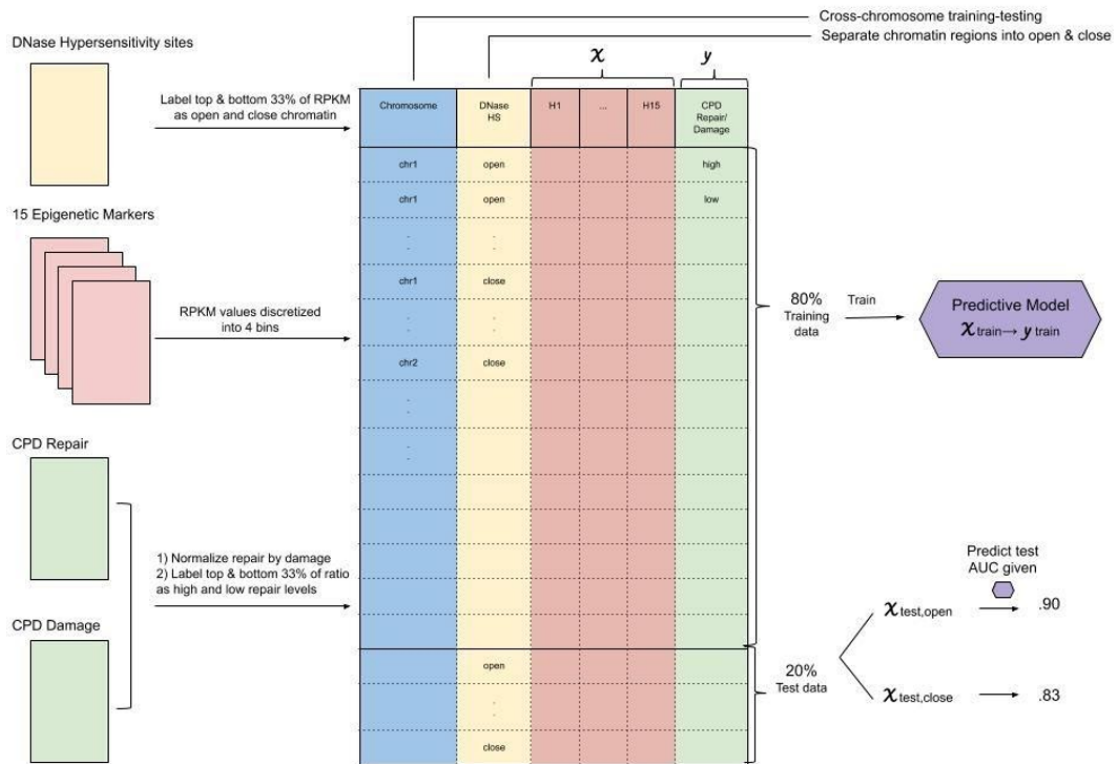 Cross-chromosome training-testing
Separate chromatin regions into open & close
DNase Hypersensitivity sites
Label top & bottom 33% of RPKM
as open and close chromatin
15 Epigenetic Markers
RPKM values discretized
into 4 bins
CPD Repair
CPD Damage
1) Normalize repair by damage
2) Label top & bottom 33% of ratio
as high and low repair levels
x y
Chromosome DNase HS H1 ... H15 CPD Repair/ Damage
chr1 open high
chr1 open low
. .
. .
chr1 close
. .
. .
chr2 close
.
.
.
.
open
.
.
close
80%
Training
data
Train
Predictive Model
x train → y train
20%
Test data
Predict test
AUC given
x test,open .90
x test,close .83